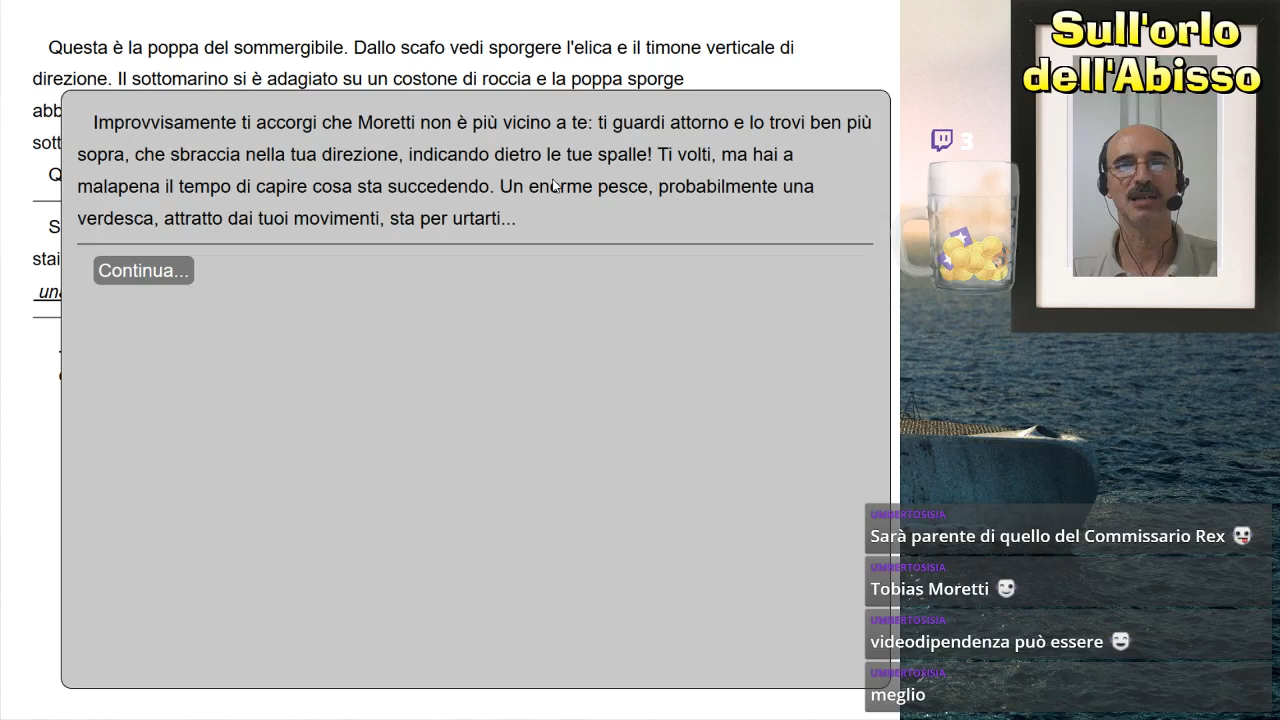 Questa è la poppa del sommergibile. Dallo scafo vedi sporgere l'elica e il timone verticale di
direzione. Il sottomarino si è adagiato su un costone di roccia e la poppa sporge
Improvvisamente ti accorgi che Moretti non è più vicino a te: ti guardi attorno e lo trovi ben più
sopra, che sbraccia nella tua direzione, indicando dietro le tue spalle! Ti volti, ma hai a
malapena il tempo di capire cosa sta succedendo. Un enorme pesce, probabilmente una
verdesca, attratto dai tuoi movimenti, sta per urtarti...
Continua...
Sull'orlo
dell'Abisso
3
UMBERTOSISIA
Sarà parente di quello del Commissario Rex
UMBERTOSISIA
Tobias Moretti
UMBERTOSISIA
videodipendenza può essere
UMBERTOSISIA
meglio